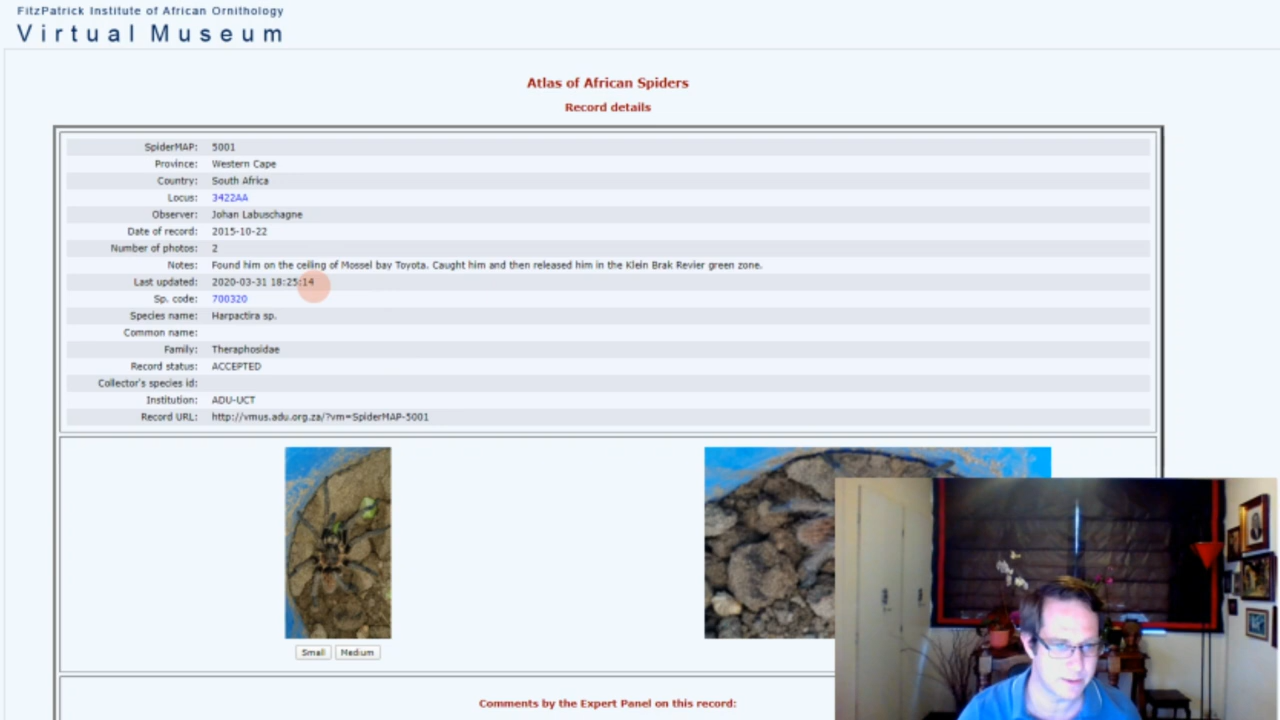 FitzPatrick Institute of African Ornithology
Virtual Museum
Atlas of African Spiders
Record details
SpiderMAP: 5001
Province: Western Cape
Country: South Africa
Locus: 3422AA
Observer: Johan Labuschagne
Date of record: 2015-10-22
Number of photos: 2
Notes: Found him on the ceiling of Mossel bay Toyota. Caught him and then released him in the Klein Brak Revier green zone.
Last updated: 2020-03-31 18:25:14
Sp. code: 700320
Species name: Harpactira sp.
Common name:
Family: Theraphosidae
Record status: ACCEPTED
Collector's species id:
Institution: ADU-UCT
Record URL: http://vmus.adu.org.za/?vm=SpiderMAP-5001
Small Medium
Comments by the Expert Panel on this record: